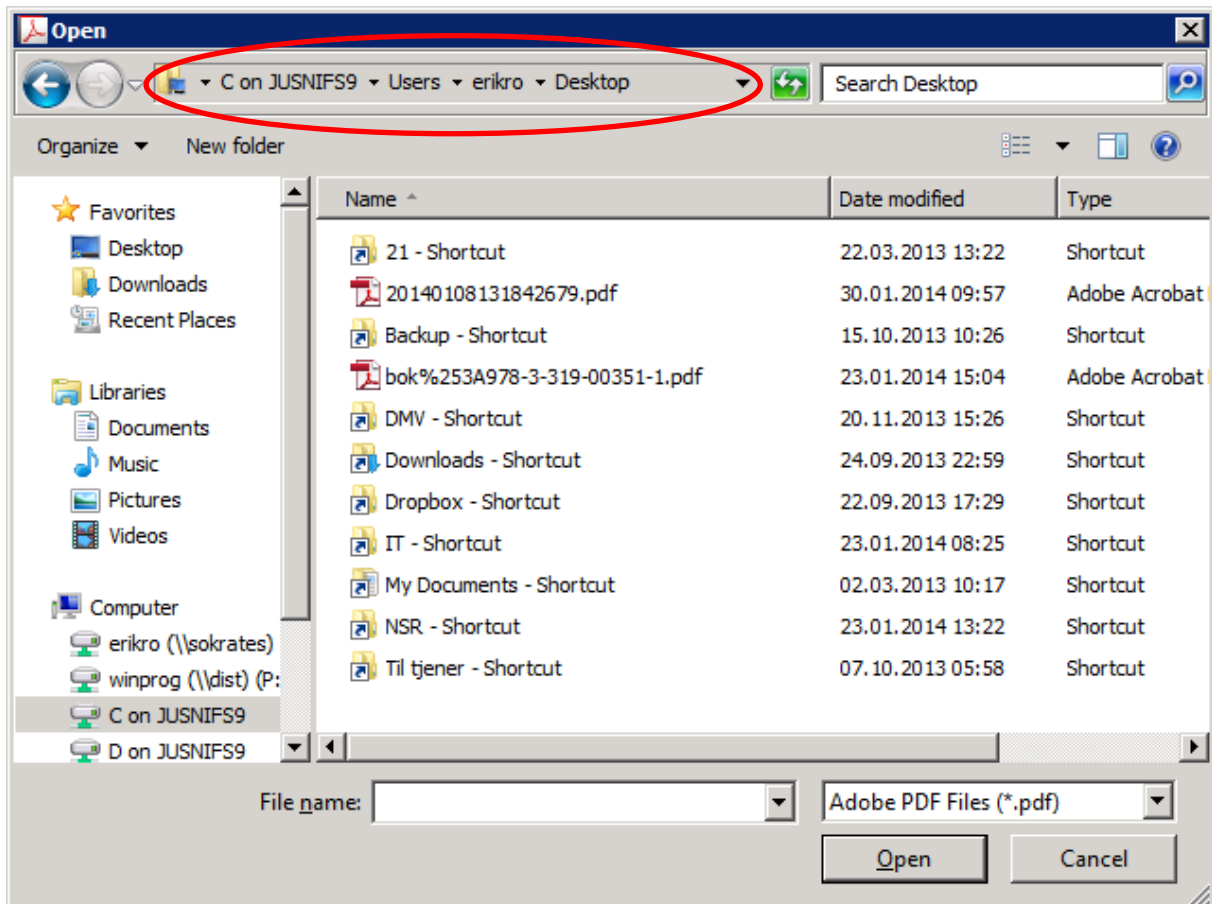 Open
C on JUSNIFS9 Users erikro Desktop
Search Desktop
Organize New folder
Favorites
Desktop
Downloads
Recent Places
Libraries
Documents
Music
Pictures
Videos
Computer
erikro (\\sokrates)
winprog (\\dist) (P:
C on JUSNIFS9
D on JUSNIFS9
Name Date modified Type
21 - Shortcut 22.03.2013 13:22 Shortcut
20140108131842679.pdf 30.01.2014 09:57 Adobe Acrobat
Backup - Shortcut 15.10.2013 10:26 Shortcut
bok%253A978-3-319-00351-1.pdf 23.01.2014 15:04 Adobe Acrobat
DMV - Shortcut 20.11.2013 15:26 Shortcut
Downloads - Shortcut 24.09.2013 22:59 Shortcut
Dropbox - Shortcut 22.09.2013 17:29 Shortcut
IT - Shortcut 23.01.2014 08:25 Shortcut
My Documents - Shortcut 02.03.2013 10:17 Shortcut
NSR - Shortcut 23.01.2014 13:22 Shortcut
Til tjener - Shortcut 07.10.2013 05:58 Shortcut
File name: Adobe PDF Files (*.pdf)
Open Cancel